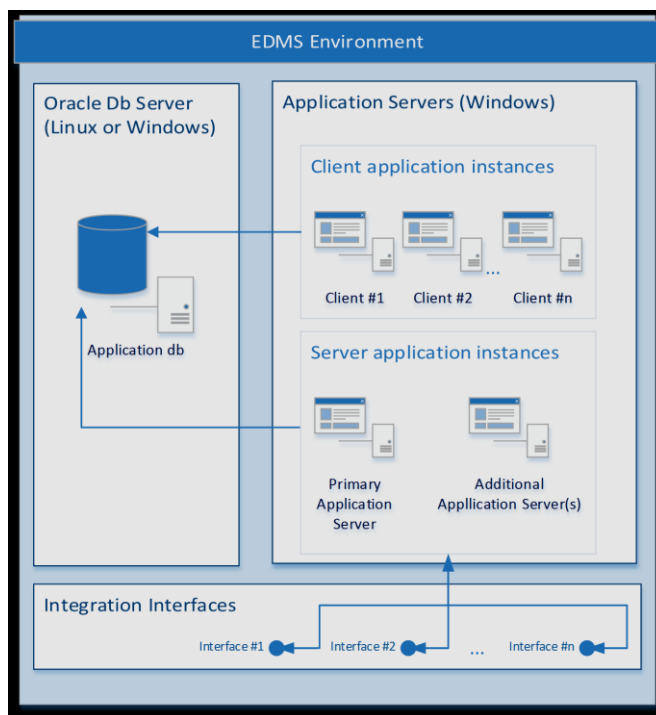 EDMS Environment
Oracle Db Server
(Linux or Windows)
Application db
Application Servers (Windows)
Client application instances
Client #1
Client #2
...
Client #n
Server application instances
Primary
Application
Server
Additional
Appllication Server(s)
Integration Interfaces
Interface #1
Interface #2
...
Interface #n